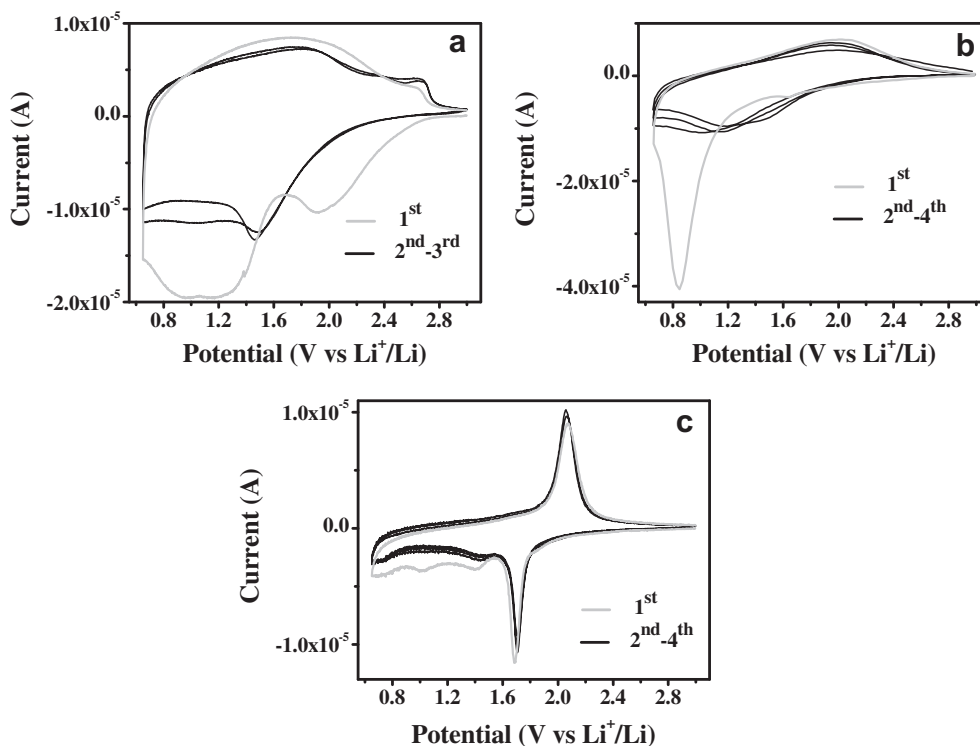 a
1.0x10⁻⁵
0.0
-1.0x10⁻⁵
-2.0x10⁻⁵
Current (A)
1ˢᵗ
2ⁿᵈ-3ʳᵈ
0.8 1.2 1.6 2.0 2.4 2.8
Potential (V vs Li⁺/Li)
b
0.0
-2.0x10⁻⁵
-4.0x10⁻⁵
Current (A)
1ˢᵗ
2ⁿᵈ-4ᵗʰ
0.8 1.2 1.6 2.0 2.4 2.8
Potential (V vs Li⁺/Li)
c
1.0x10⁻⁵
0.0
-1.0x10⁻⁵
Current (A)
1ˢᵗ
2ⁿᵈ-4ᵗʰ
0.8 1.2 1.6 2.0 2.4 2.8
Potential (V vs Li⁺/Li)